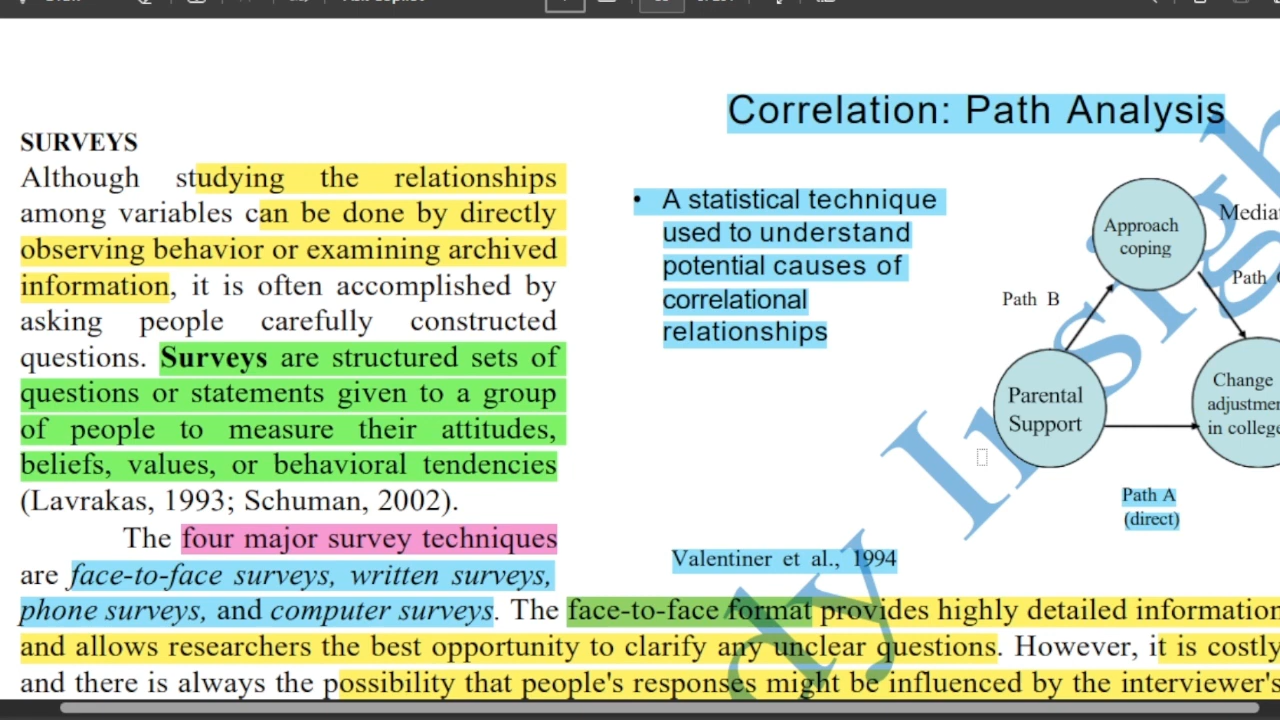 Correlation: Path Analysis
SURVEYS
Although studying the relationships
among variables can be done by directly
observing behavior or examining archived
information, it is often accomplished by
asking people carefully constructed
questions. Surveys are structured sets of
questions or statements given to a group
of people to measure their attitudes,
beliefs, values, or behavioral tendencies
(Lavrakas, 1993; Schuman, 2002).
• A statistical technique
used to understand
potential causes of
correlational
relationships
Approach
coping
Path B
Path
Parental
Support
Change
in college
Path A
(direct)
Valentiner et al., 1994
The four major survey techniques
are face-to-face surveys, written surveys,
phone surveys, and computer surveys. The face-to-face format provides highly detailed information
and allows researchers the best opportunity to clarify any unclear questions. However, it is costly
and there is always the possibility that people's responses might be influenced by the interviewer's